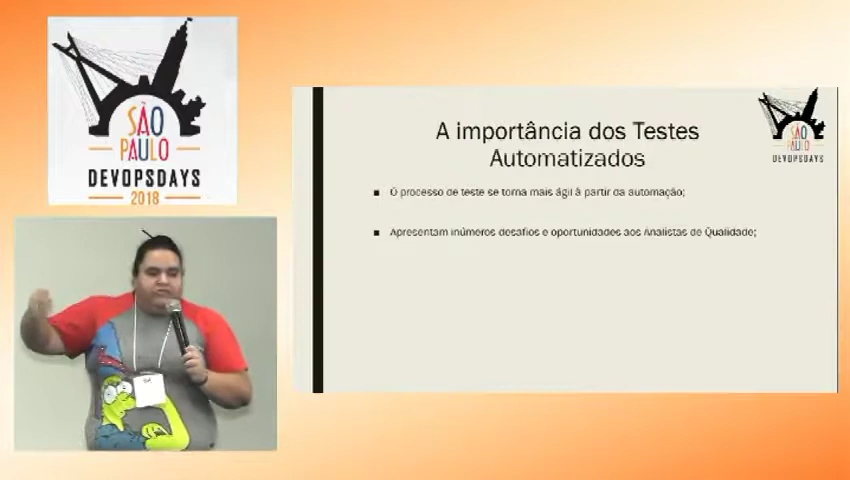 SÃO
PAULO
DEVOPSDAYS
2018
A importância dos Testes
Automatizados
SÃO
PAULO
DEVOPSDAYS
■ O processo de teste se torna mais ágil à partir da automação;
■ Apresentam inúmeros desafios e oportunidades aos Analistas de Qualidade;